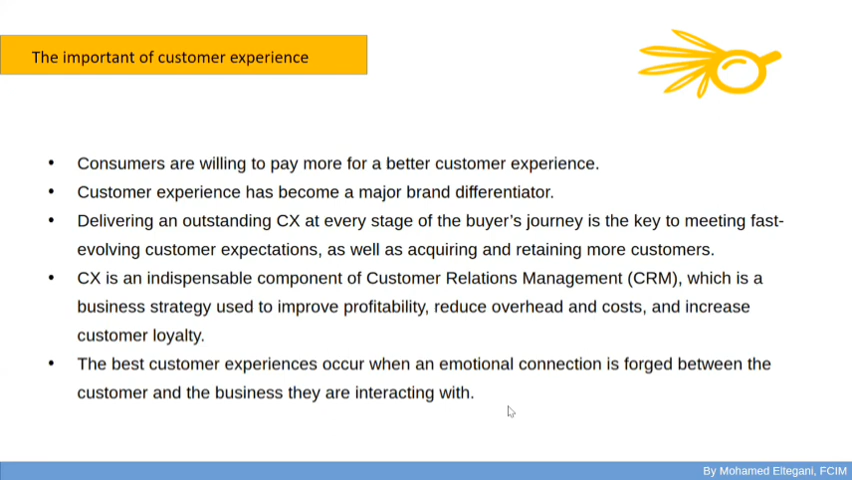 The important of customer experience
• Consumers are willing to pay more for a better customer experience.
• Customer experience has become a major brand differentiator.
• Delivering an outstanding CX at every stage of the buyer’s journey is the key to meeting fast-
evolving customer expectations, as well as acquiring and retaining more customers.
• CX is an indispensable component of Customer Relations Management (CRM), which is a
business strategy used to improve profitability, reduce overhead and costs, and increase
customer loyalty.
• The best customer experiences occur when an emotional connection is forged between the
customer and the business they are interacting with.
By Mohamed Eltegani, FCIM